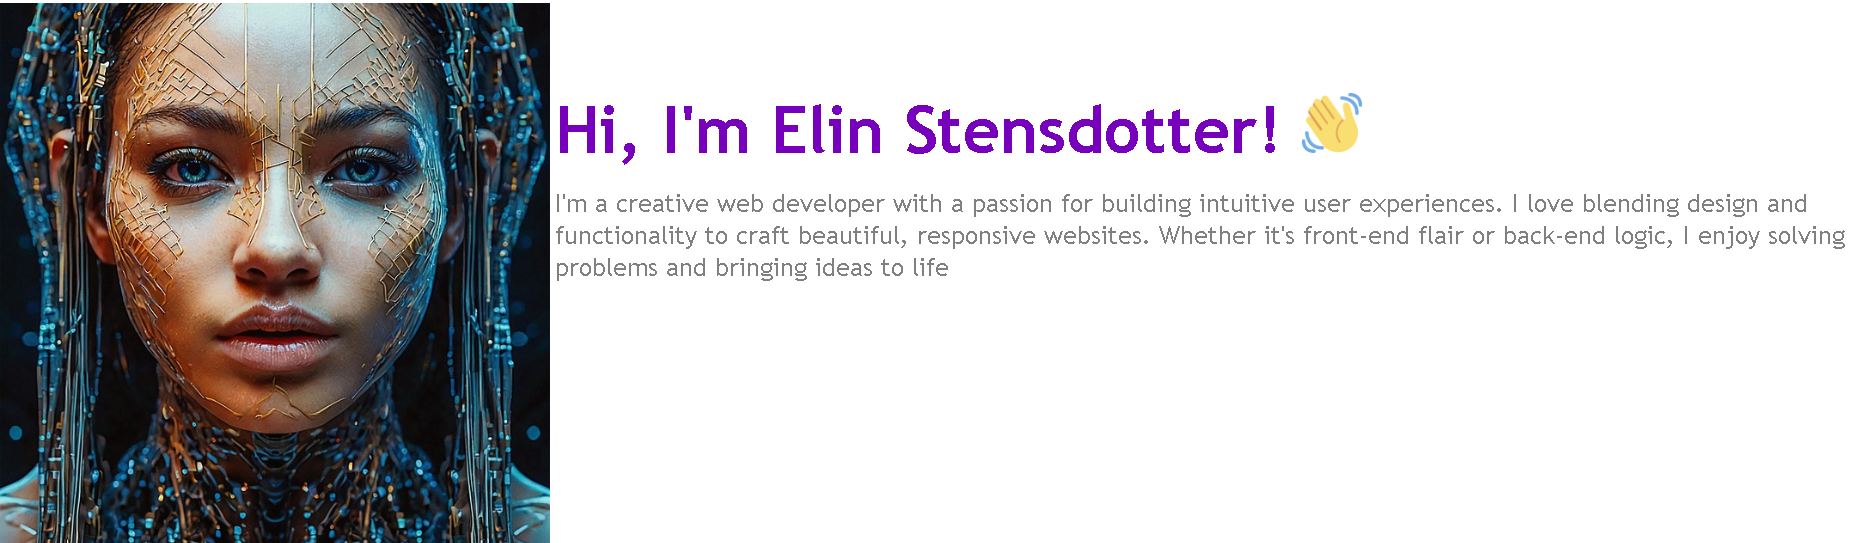 Hi, I'm Elin Stensdotter! 👋
I'm a creative web developer with a passion for building intuitive user experiences. I love blending design and
functionality to craft beautiful, responsive websites. Whether it's front-end flair or back-end logic, I enjoy solving
problems and bringing ideas to life